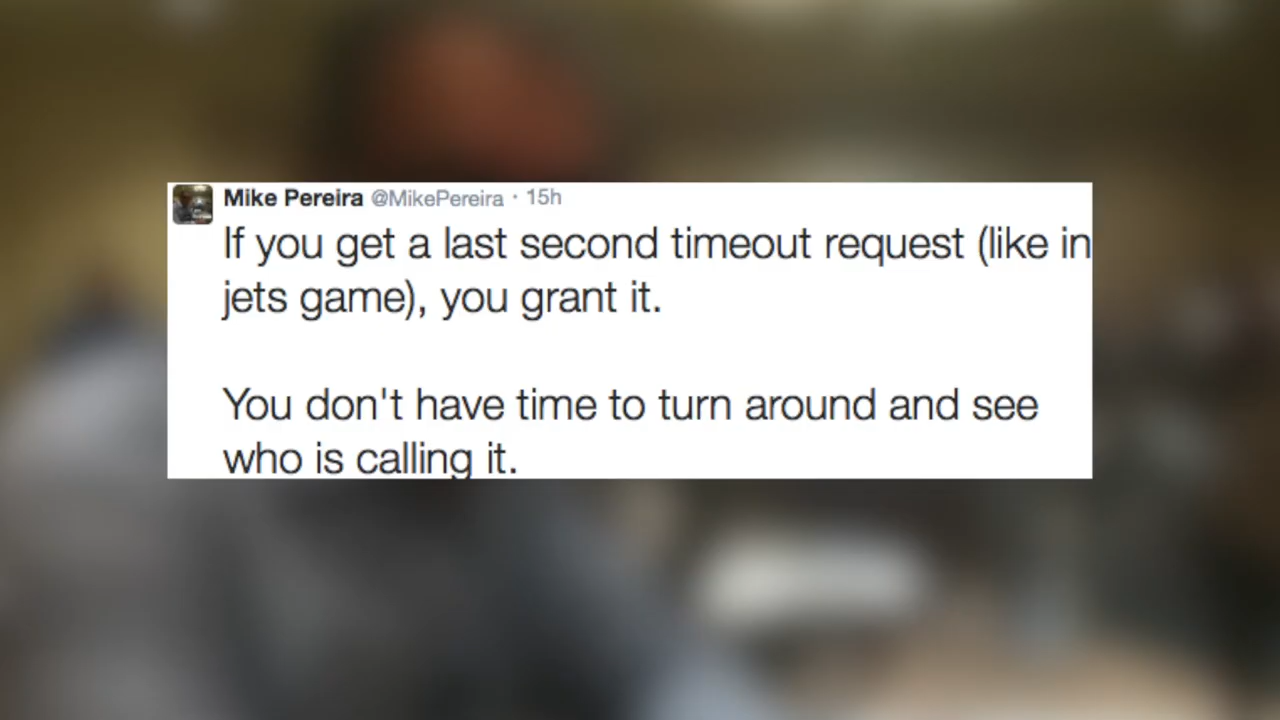 Mike Pereira @MikePereira · 15h
If you get a last second timeout request (like in
jets game), you grant it.
You don't have time to turn around and see
who is calling it.